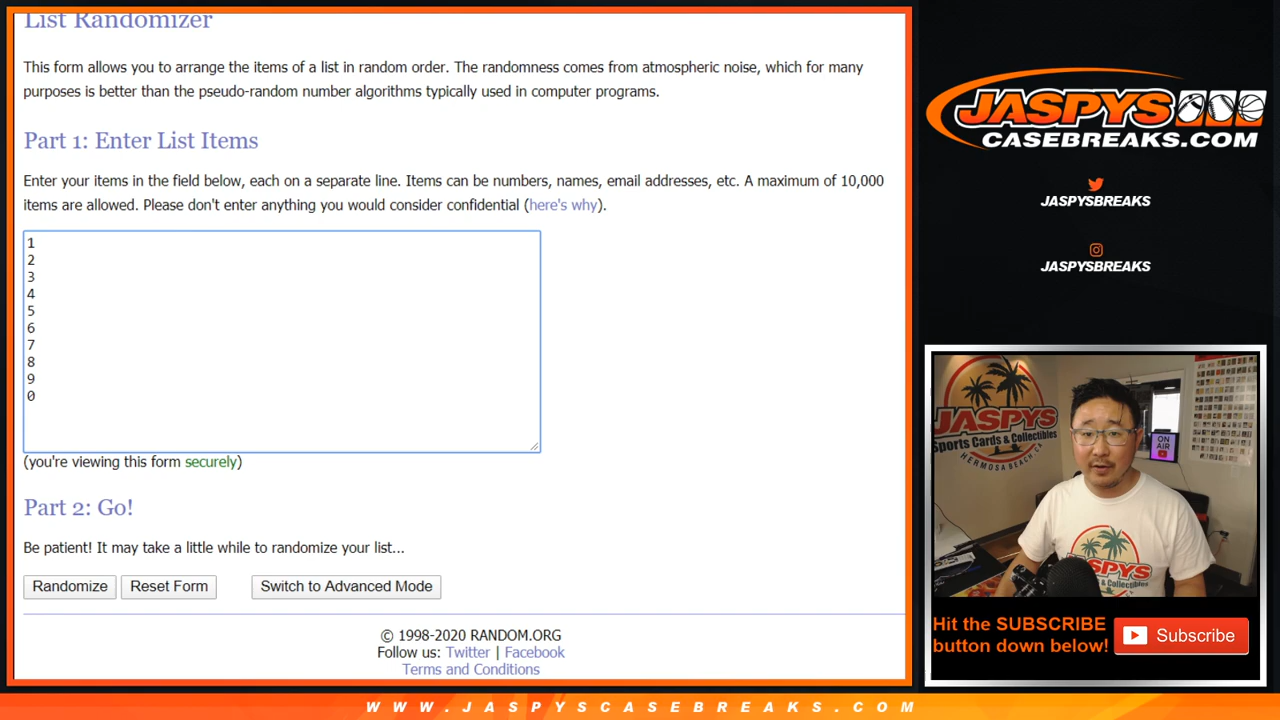 List Randomizer
This form allows you to arrange the items of a list in random order. The randomness comes from atmospheric noise, which for many
purposes is better than the pseudo-random number algorithms typically used in computer programs.
Part 1: Enter List Items
Enter your items in the field below, each on a separate line. Items can be numbers, names, email addresses, etc. A maximum of 10,000
items are allowed. Please don't enter anything you would consider confidential (here's why).
1
2
3
4
5
6
7
8
9
0
(you're viewing this form securely)
Part 2: Go!
Be patient! It may take a little while to randomize your list...
Randomize Reset Form Switch to Advanced Mode
© 1998-2020 RANDOM.ORG
Follow us: Twitter | Facebook
Terms and Conditions
JASPYS
CASEBREAKS.COM
JASPYSBREAKS
JASPYSBREAKS
JASPYS
Sports Cards & Collectibles
HERMOSA BEACH CA
ON
AIR
JASPYS
Hit the SUBSCRIBE
button down below!
Subscribe
WWW.JASPYSCASEBREAKS.COM